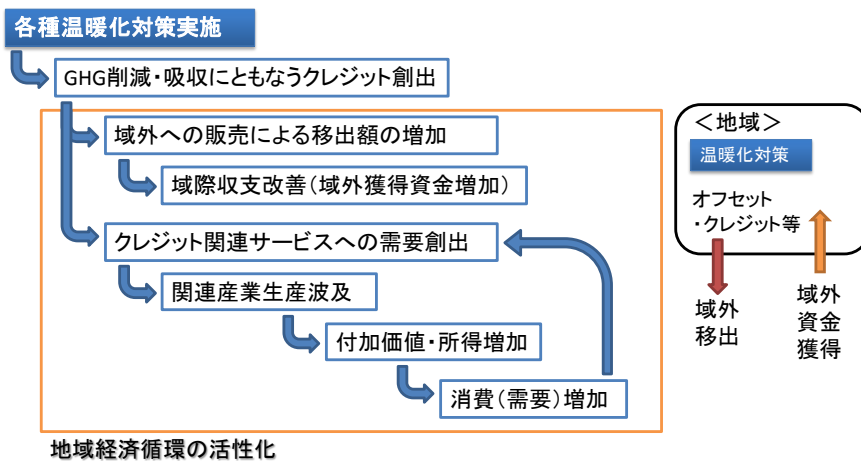 各種温暖化対策実施
GHG削減・吸収にともなうクレジット創出
域外への販売による移出額の増加
域際収支改善(域外獲得資金増加)
クレジット関連サービスへの需要創出
関連産業生産波及
付加価値・所得増加
消費(需要)増加
地域経済循環の活性化
<地域>
温暖化対策
オフセット
・クレジット等
域外
移出
域外
資金
獲得